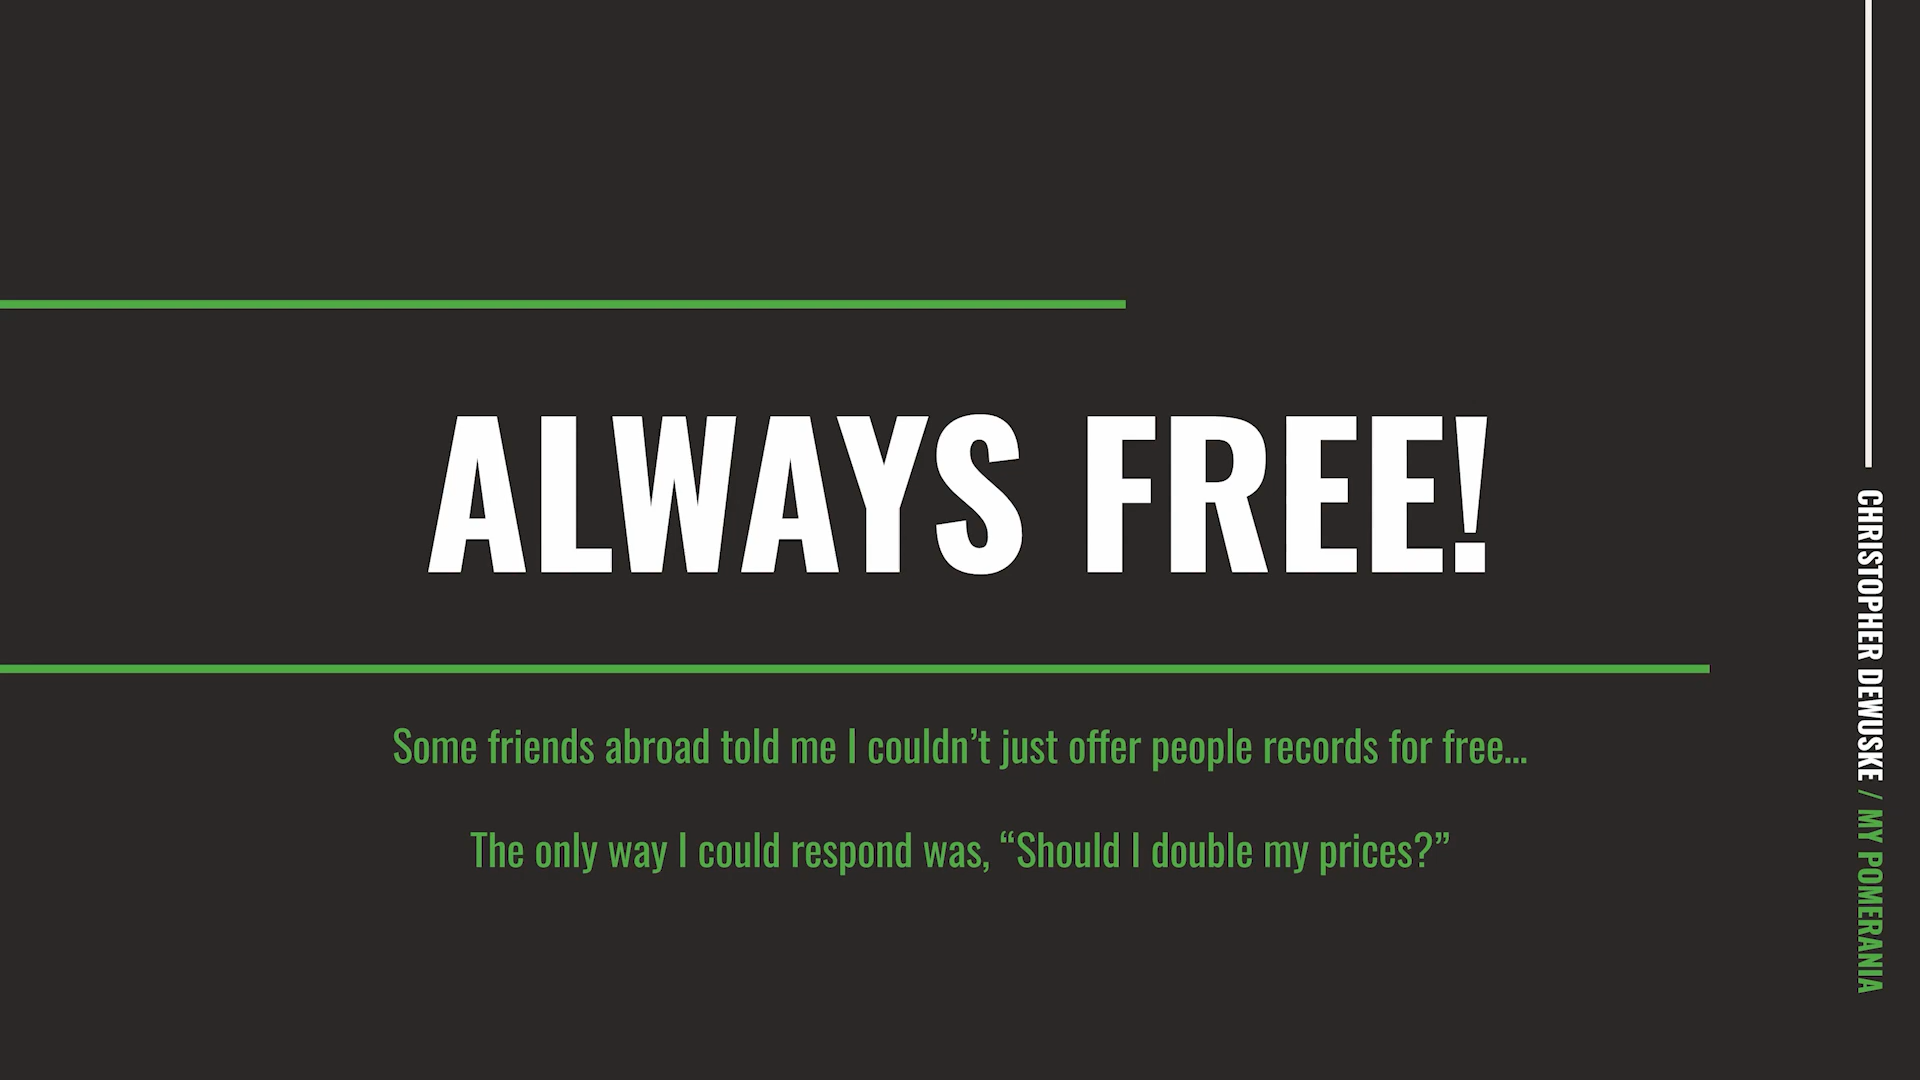 ALWAYS FREE!
Some friends abroad told me I couldn’t just offer people records for free...
The only way I could respond was, “Should I double my prices?”
CHRISTOPHER DEWUSKE / MY POMERANIA